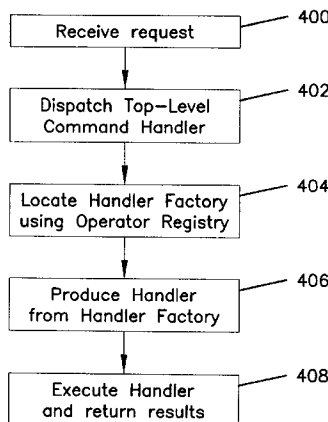 Receive request
400
Dispatch Top-Level
Command Handler
402
Locate Handler Factory
using Operator Registry
404
Produce Handler
from Handler Factory
406
Execute Handler
and return results
408